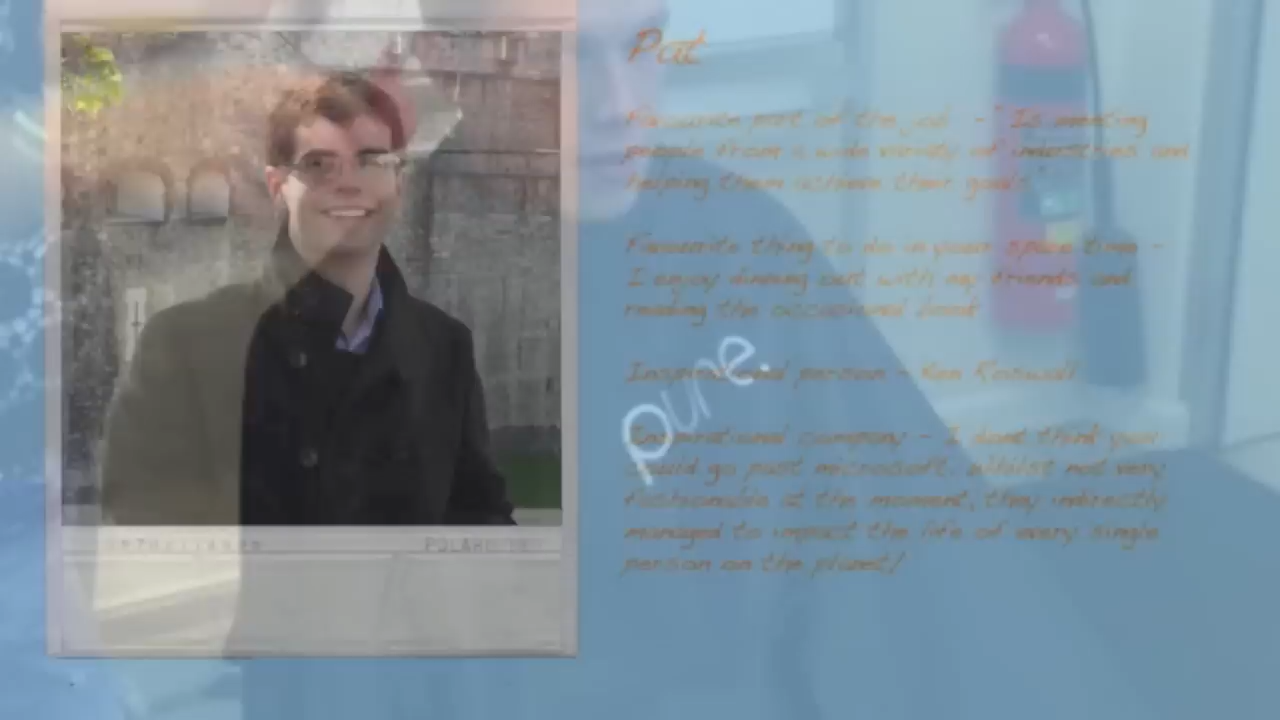 Pat
Favourite part of the job - "Is meeting
people from a wide variety of industries and
helping them achieve their goals"
Favourite thing to do in your spare time -
I enjoy dining out with my friends and
reading the occasional book
Inspirational person - Ken Roswall
pure.
Inspirational company - I dont think you
could go past microsoft. Whilst not very
fashionable at the moment, they indirectly
managed to impact the life of every single
person on the planet!
POLAROID